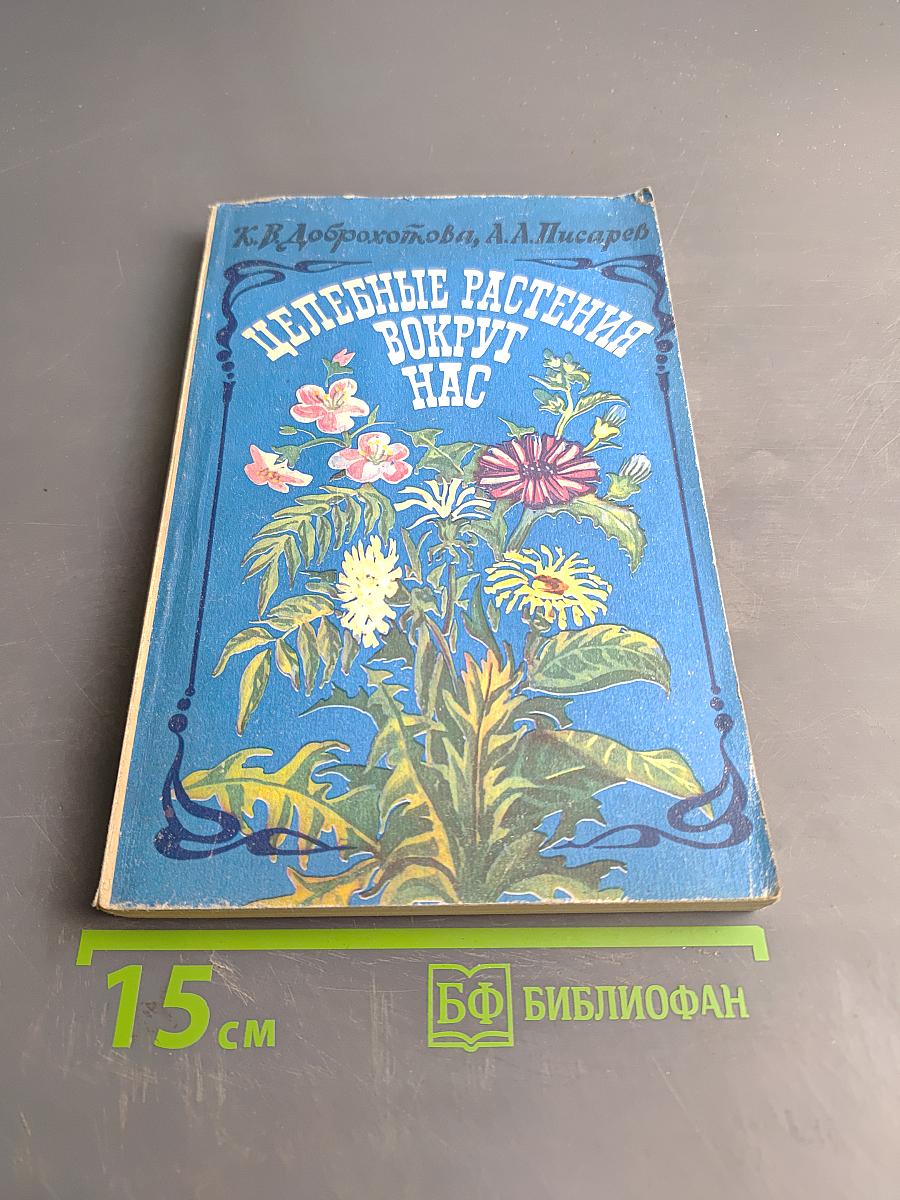 К. В. Доброхотова, А. А. Писарев
ЦЕЛЕБНЫЕ РАСТЕНИЯ
ВОКРУГ
НАС
15 см
БФ БИБЛИОФАН